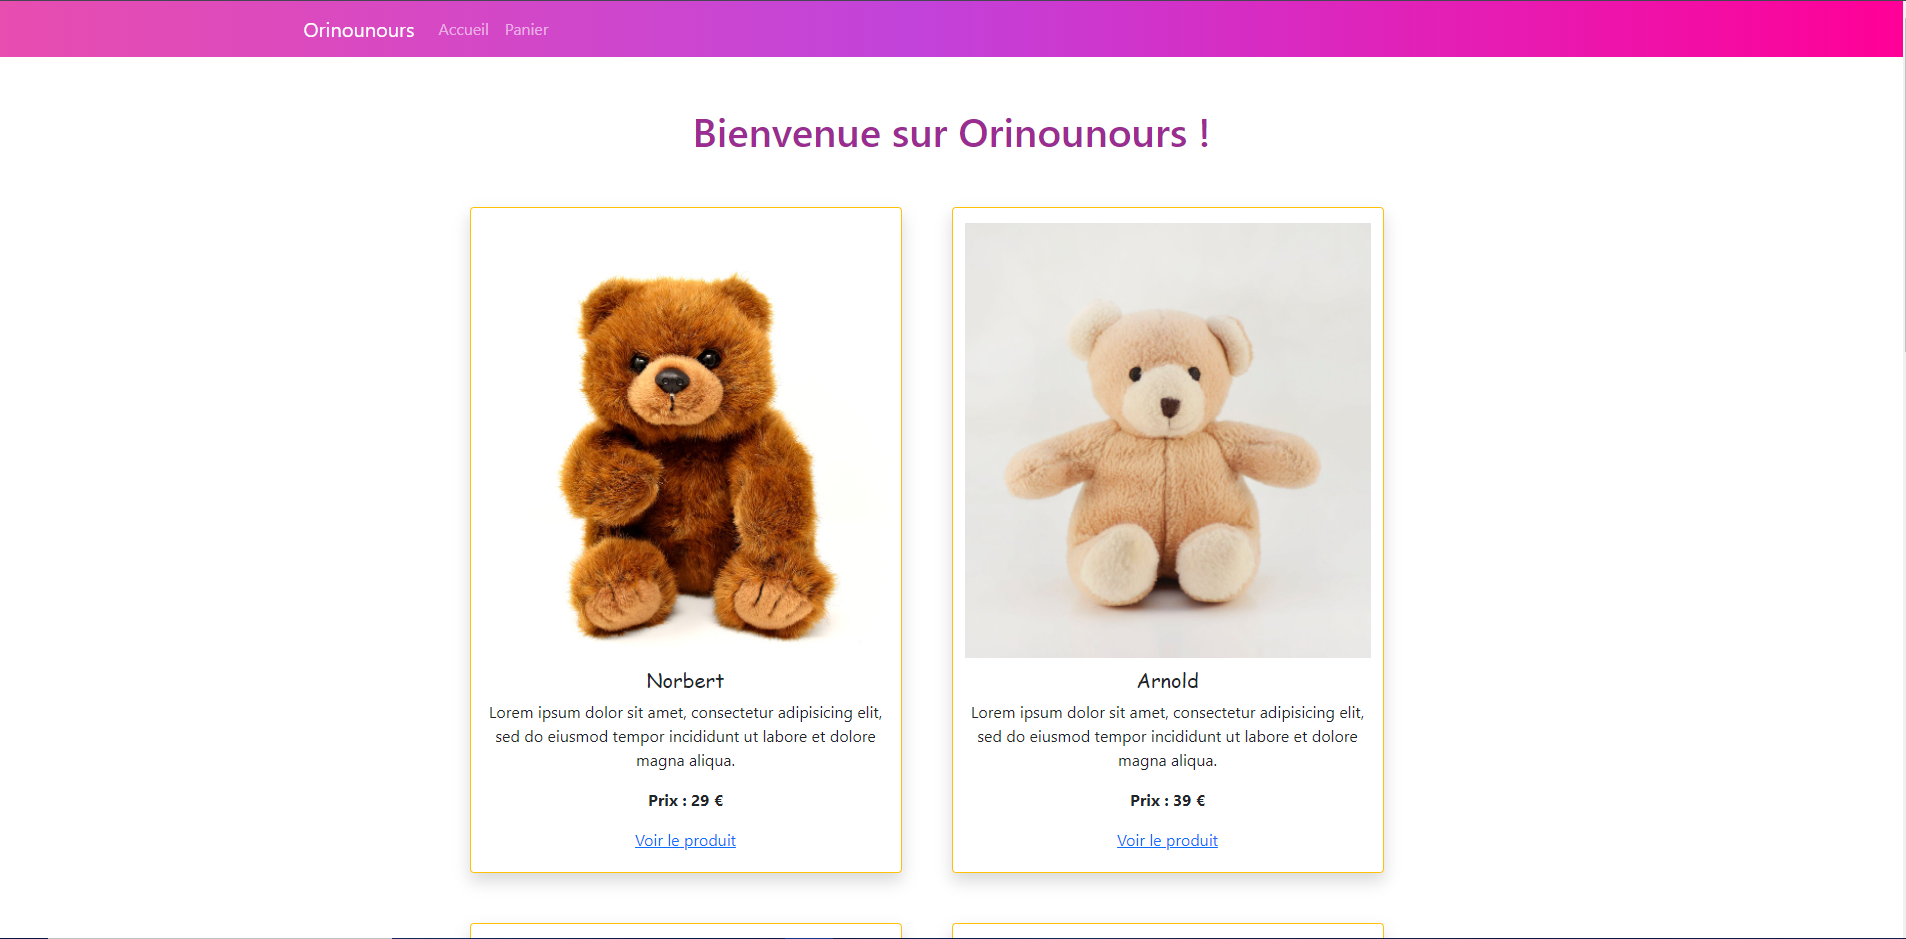 Orinounours Accueil Panier
Bienvenue sur Orinounours !
Norbert
Lorem ipsum dolor sit amet, consectetur adipisicing elit,
sed do eiusmod tempor incididunt ut labore et dolore
magna aliqua.
Prix : 29 €
Voir le produit
Arnold
Lorem ipsum dolor sit amet, consectetur adipisicing elit,
sed do eiusmod tempor incididunt ut labore et dolore
magna aliqua.
Prix : 39 €
Voir le produit